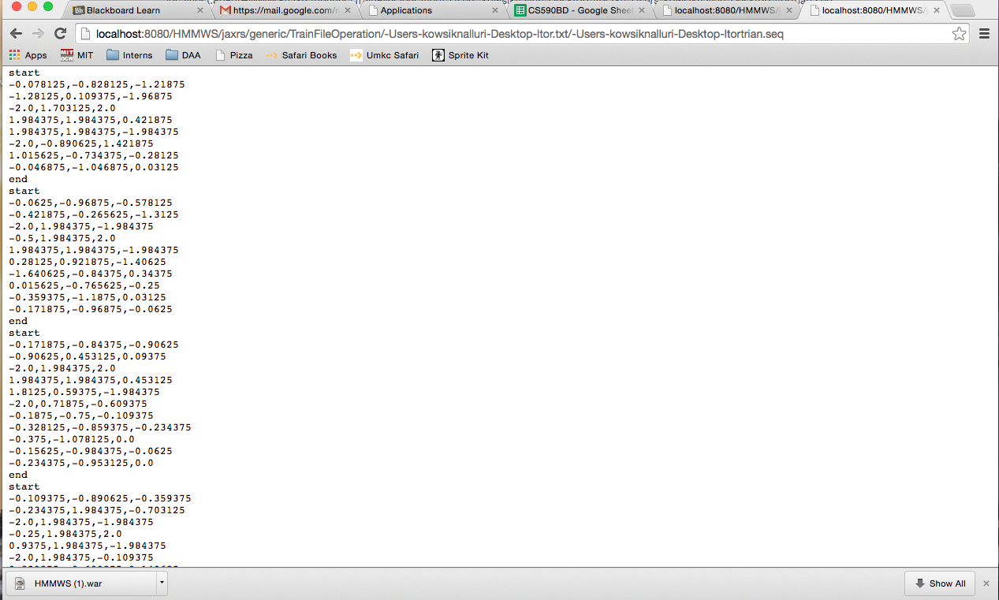 Blackboard Learn
https://mail.google.com/
Applications
CS590BD - Google Sheet
localhost:8080/HMMWS/j
localhost:8080/HMMWS/j
localhost:8080/HMMWS/jaxrs/generic/TrainFileOperation/-Users-kowsiknalluri-Desktop-ltor.txt/-Users-kowsiknalluri-Desktop-ltortrian.seq
Apps MIT Interns DAA Pizza Safari Books Umkc Safari Sprite Kit
start
-0.078125,-0.828125,-1.21875
-1.28125,0.109375,-1.96875
-2.0,1.703125,2.0
1.984375,1.984375,0.421875
1.984375,1.984375,-1.984375
-2.0,-0.890625,1.421875
1.015625,-0.734375,-0.28125
-0.046875,-1.046875,0.03125
end
start
-0.0625,-0.96875,-0.578125
-0.421875,-0.265625,-1.3125
-2.0,1.984375,-1.984375
-0.5,1.984375,2.0
1.984375,1.984375,-1.984375
0.28125,0.921875,-1.40625
-1.640625,-0.84375,0.34375
0.015625,-0.765625,-0.25
-0.359375,-1.1875,0.03125
-0.171875,-0.96875,-0.0625
end
start
-0.171875,-0.84375,-0.90625
-0.90625,0.453125,0.09375
-2.0,1.984375,2.0
1.984375,1.984375,0.453125
1.8125,0.59375,-1.984375
-2.0,0.71875,-0.609375
-0.1875,-0.75,-0.109375
-0.328125,-0.859375,-0.234375
-0.375,-1.078125,0.0
-0.15625,-0.984375,-0.0625
-0.234375,-0.953125,0.0
end
start
-0.109375,-0.890625,-0.359375
-0.234375,1.984375,-0.703125
-2.0,1.984375,-1.984375
-0.25,1.984375,2.0
0.9375,1.984375,-1.984375
-2.0,1.984375,-0.109375
HMMWS (1).war
Show All